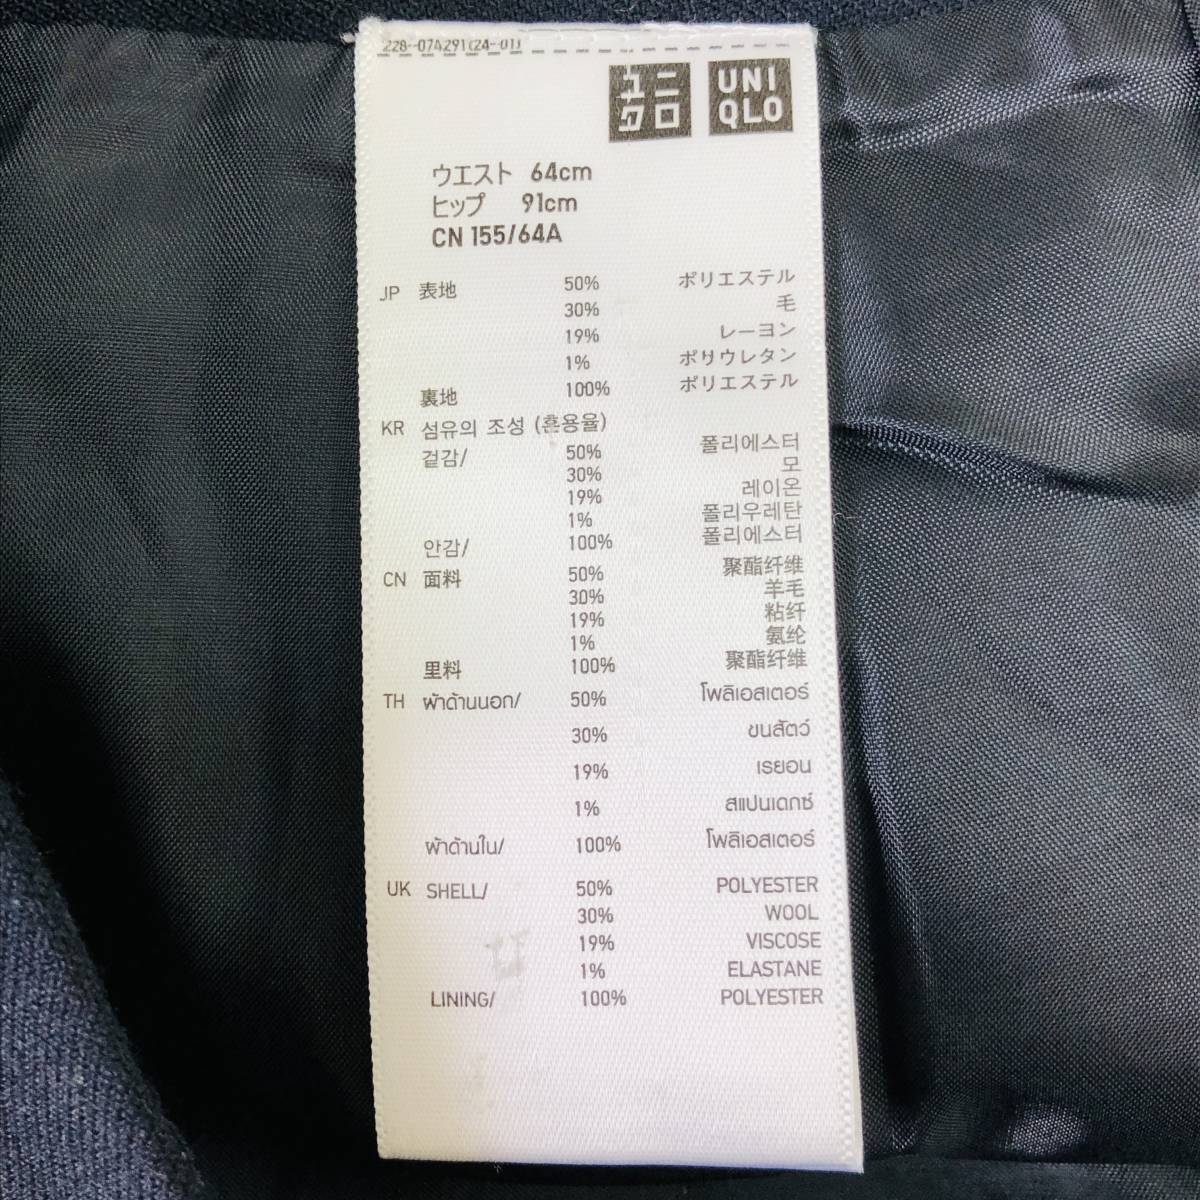 228-07A291(24-01)
ユニクロ UNIQLO
ウエスト 64cm
ヒップ 91cm
CN 155/64A
JP 表地 50% ポリエステル
30% 毛
19% レーヨン
1% ポリウレタン
裏地 100% ポリエステル
KR 섬유의 조성 (혼용율)
겉감/ 50% 폴리에스터
30% 모
19% 레이온
1% 폴리우레탄
안감/ 100% 폴리에스터
CN 面料 50% 聚酯纤维
30% 羊毛
19% 粘纤
1% 氨纶
里料 100% 聚酯纤维
TH ผ้าด้านนอก/ 50% โพลิเอสเตอร์
30% ขนสัตว์
19% เรยอน
1% สแปนเดกซ์
ผ้าด้านใน/ 100% โพลิเอสเตอร์
UK SHELL/ 50% POLYESTER
30% WOOL
19% VISCOSE
1% ELASTANE
LINING/ 100% POLYESTER